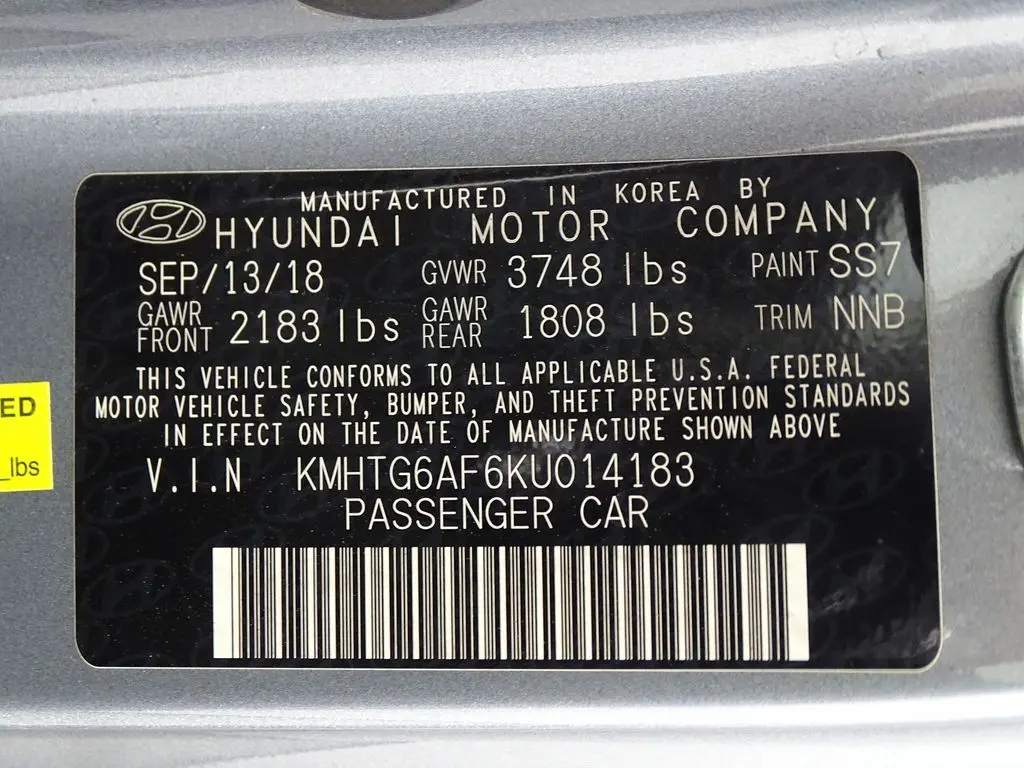 MANUFACTURED IN KOREA BY
HYUNDAI MOTOR COMPANY
SEP/13/18 GVWR 3748 lbs PAINT SS7
GAWR FRONT 2183 lbs GAWR REAR 1808 lbs TRIM NNB
THIS VEHICLE CONFORMS TO ALL APPLICABLE U.S.A. FEDERAL
MOTOR VEHICLE SAFETY, BUMPER, AND THEFT PREVENTION STANDARDS
IN EFFECT ON THE DATE OF MANUFACTURE SHOWN ABOVE
V.I.N KMHTG6AF6KU014183
PASSENGER CAR
ED
_lbs